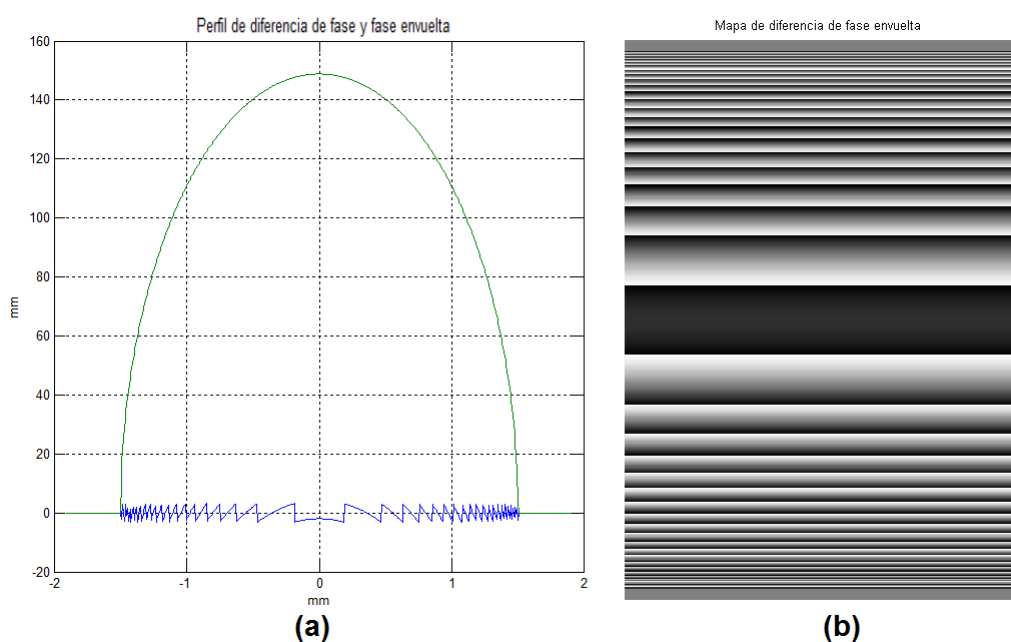 Perfil de diferencia de fase y fase envuelta
160
140
120
100
80
60
40
20
0
-20
mm
-2
-1
0
1
2
mm
(a)
Mapa de diferencia de fase envuelta
(b)